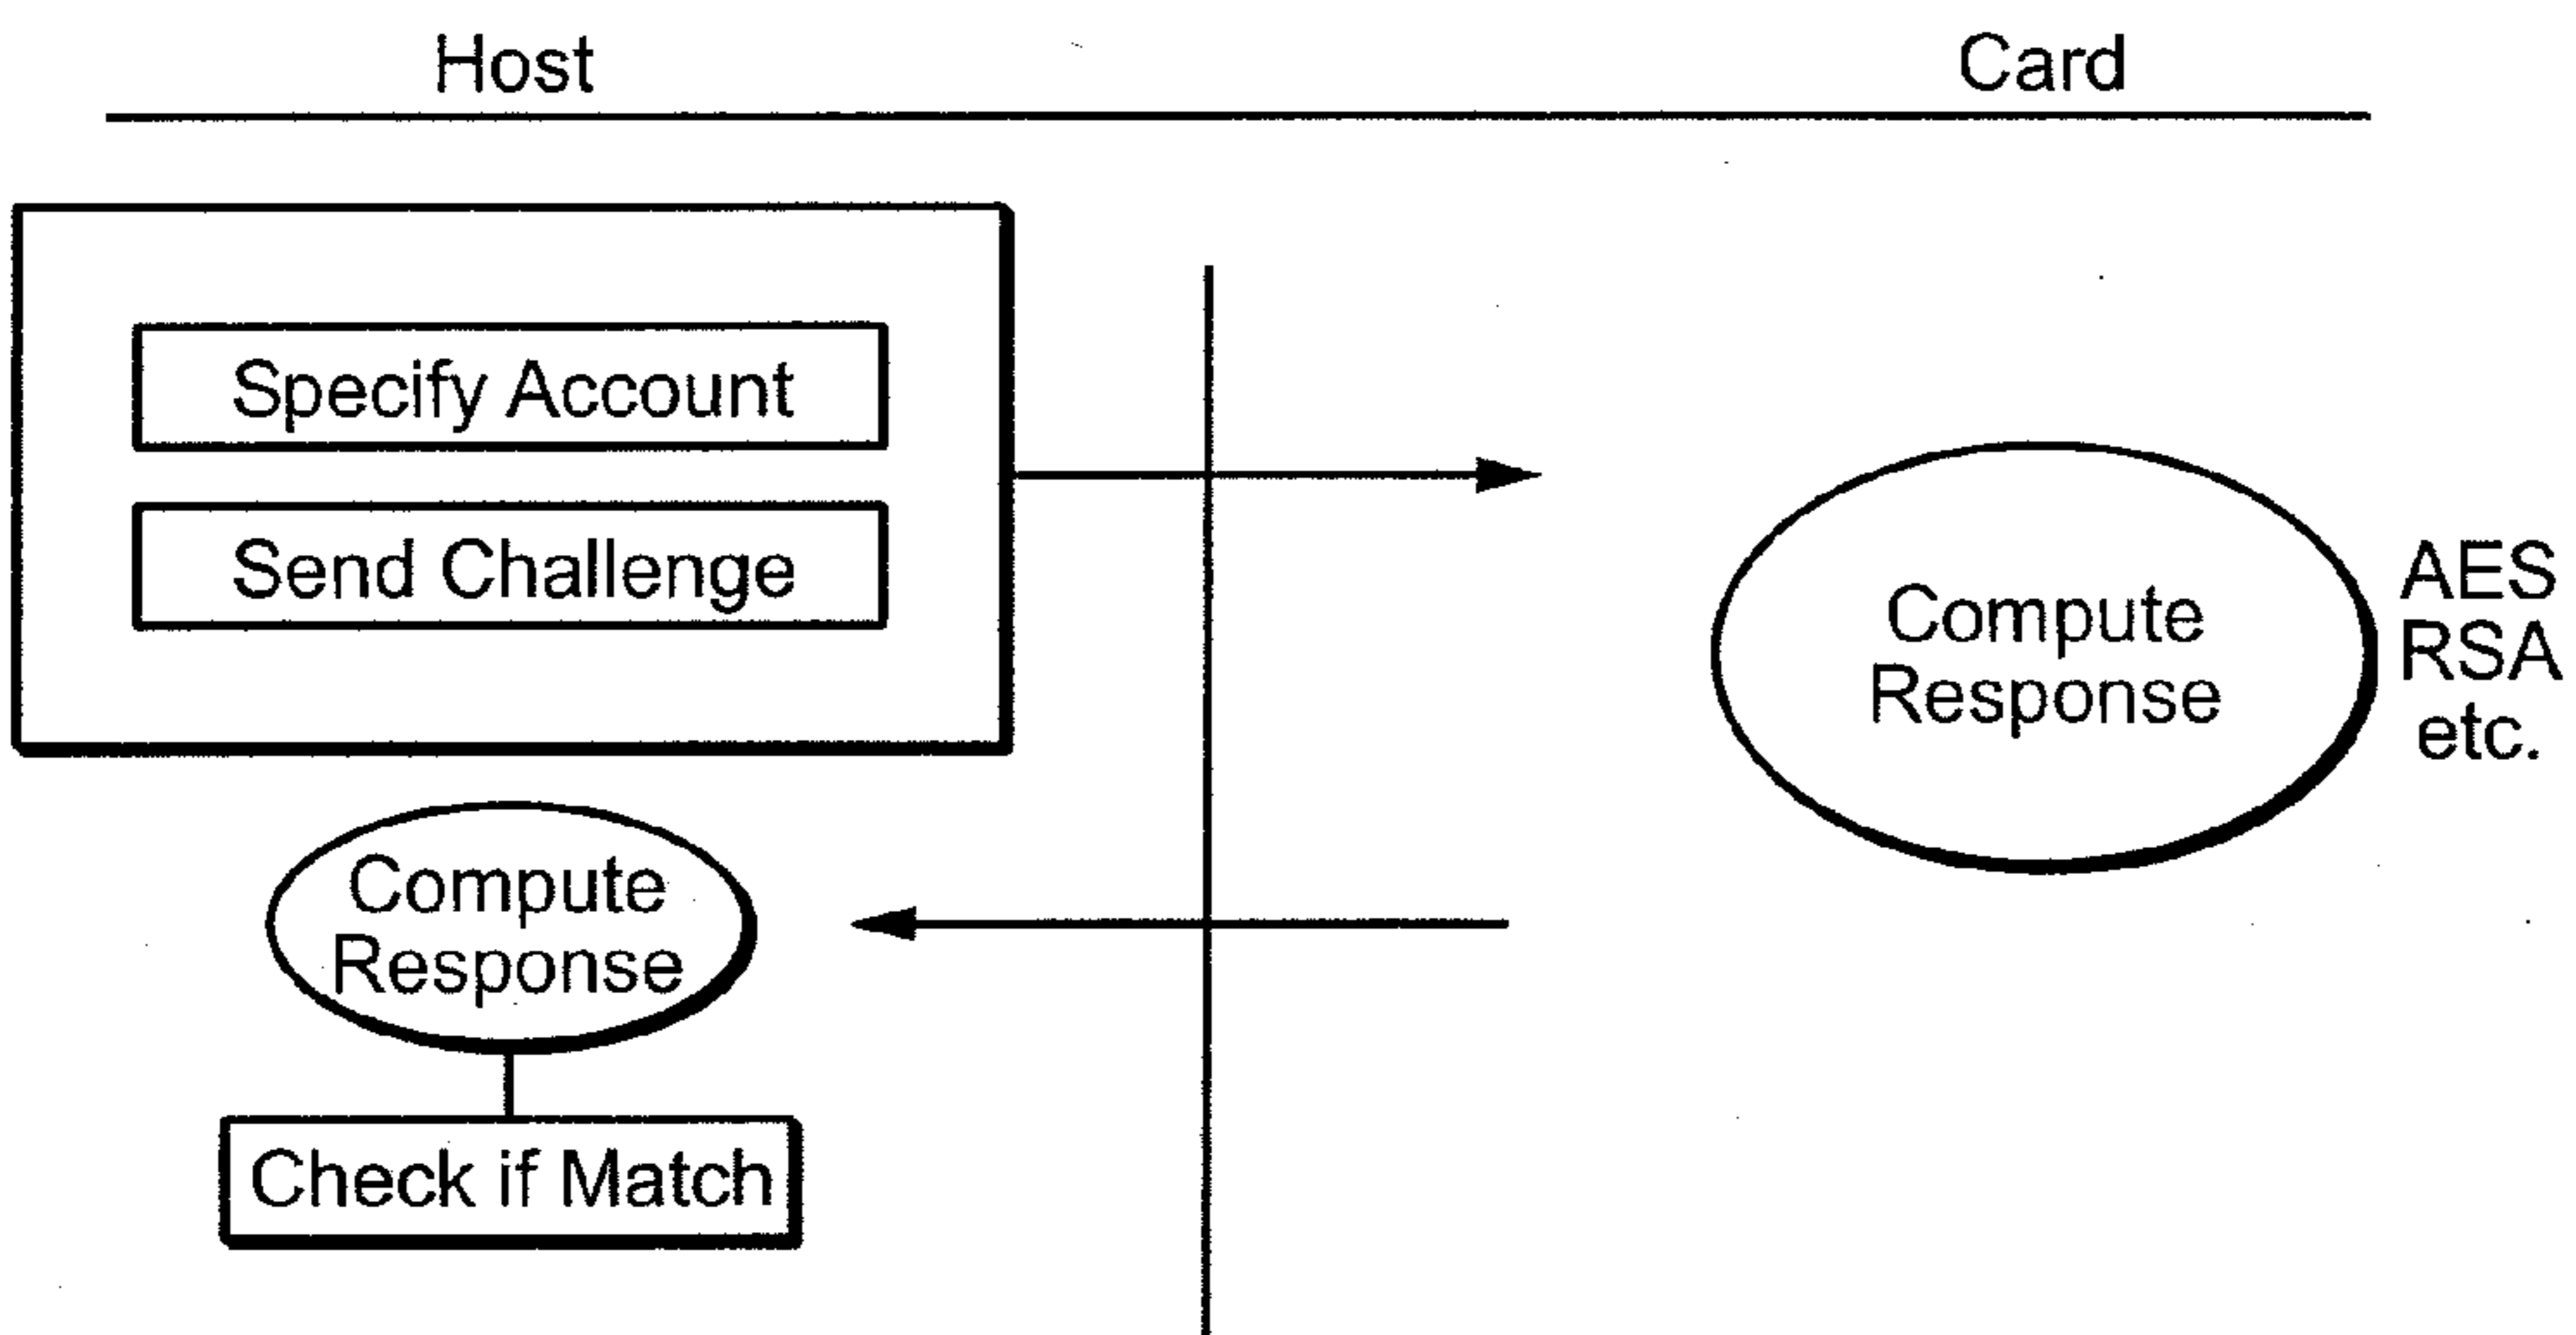 Host
Card
Specify Account
Send Challenge
Compute
Response
AES
RSA
etc.
Compute
Response
Check if Match